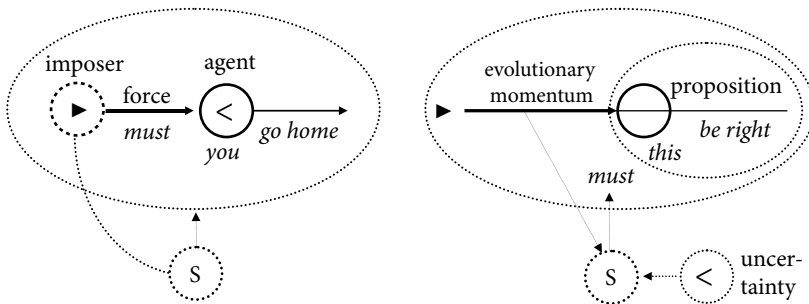 imposer
▶
force
must
agent
<
you
go home
S
▶
evolutionary
momentum
proposition
this
be right
must
S
<
uncer-
tainty